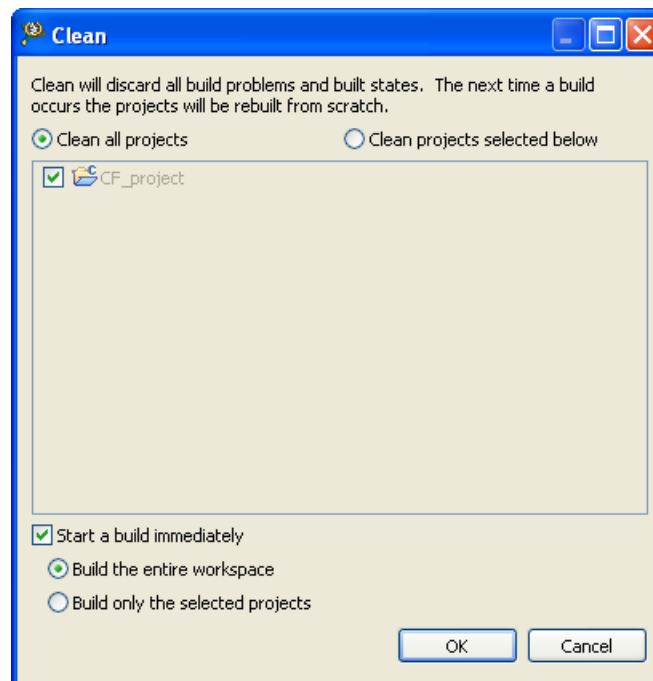 Clean
Clean will discard all build problems and built states. The next time a build
occurs the projects will be rebuilt from scratch.
Clean all projects Clean projects selected below
CF_project
Start a build immediately
Build the entire workspace
Build only the selected projects
OK Cancel